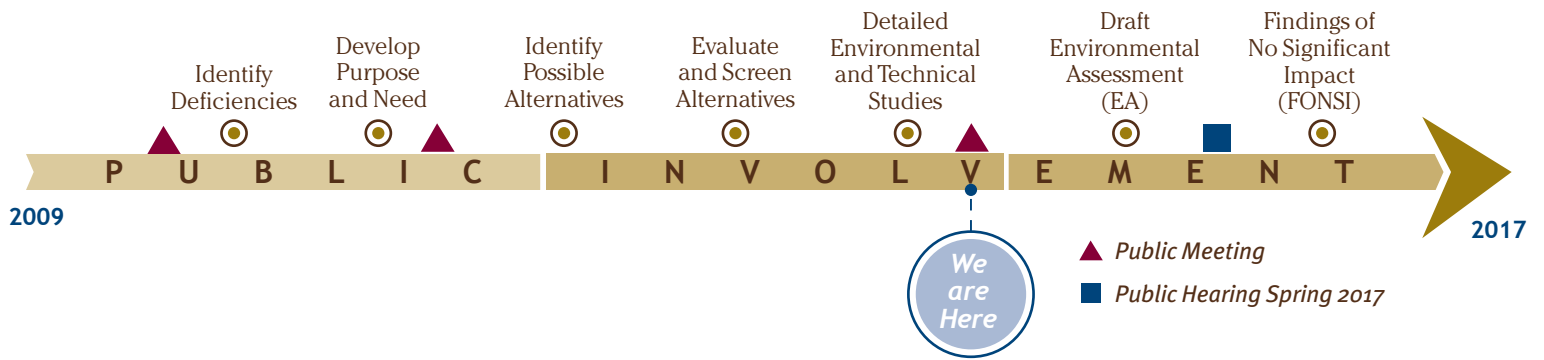 Identify
Deficiencies
Develop
Purpose
and Need
Identify
Possible
Alternatives
Evaluate
and Screen
Alternatives
Detailed
Environmental
and Technical
Studies
Draft
Environmental
Assessment
(EA)
Findings of
No Significant
Impact
(FONSI)
PUBLIC INVOLVEMENT
2009
2017
We
are
Here
Public Meeting
Public Hearing Spring 2017